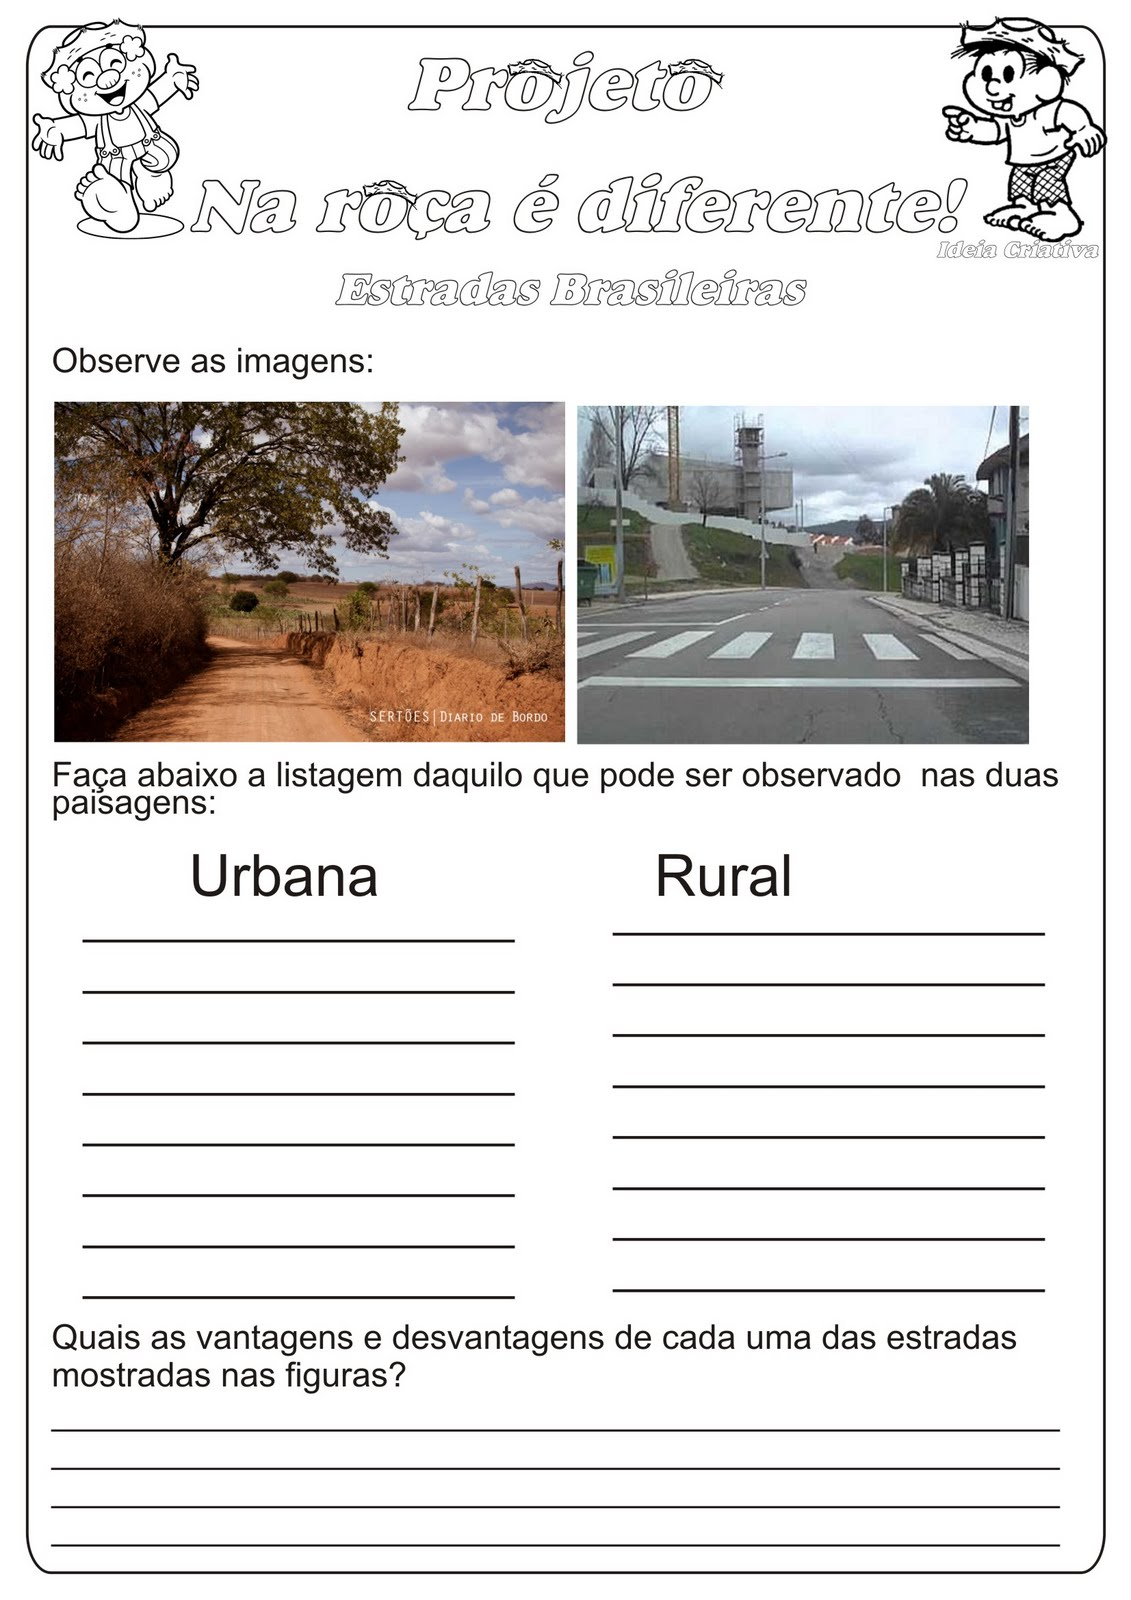 Projeto
Na roça é diferente!
Ideia Criativa
Estradas Brasileiras
Observe as imagens:
SERTÕES|DIARIO DE BORDO
Faça abaixo a listagem daquilo que pode ser observado  nas duas
paisagens:
Urbana Rural
Quais as vantagens e desvantagens de cada uma das estradas
mostradas nas figuras?